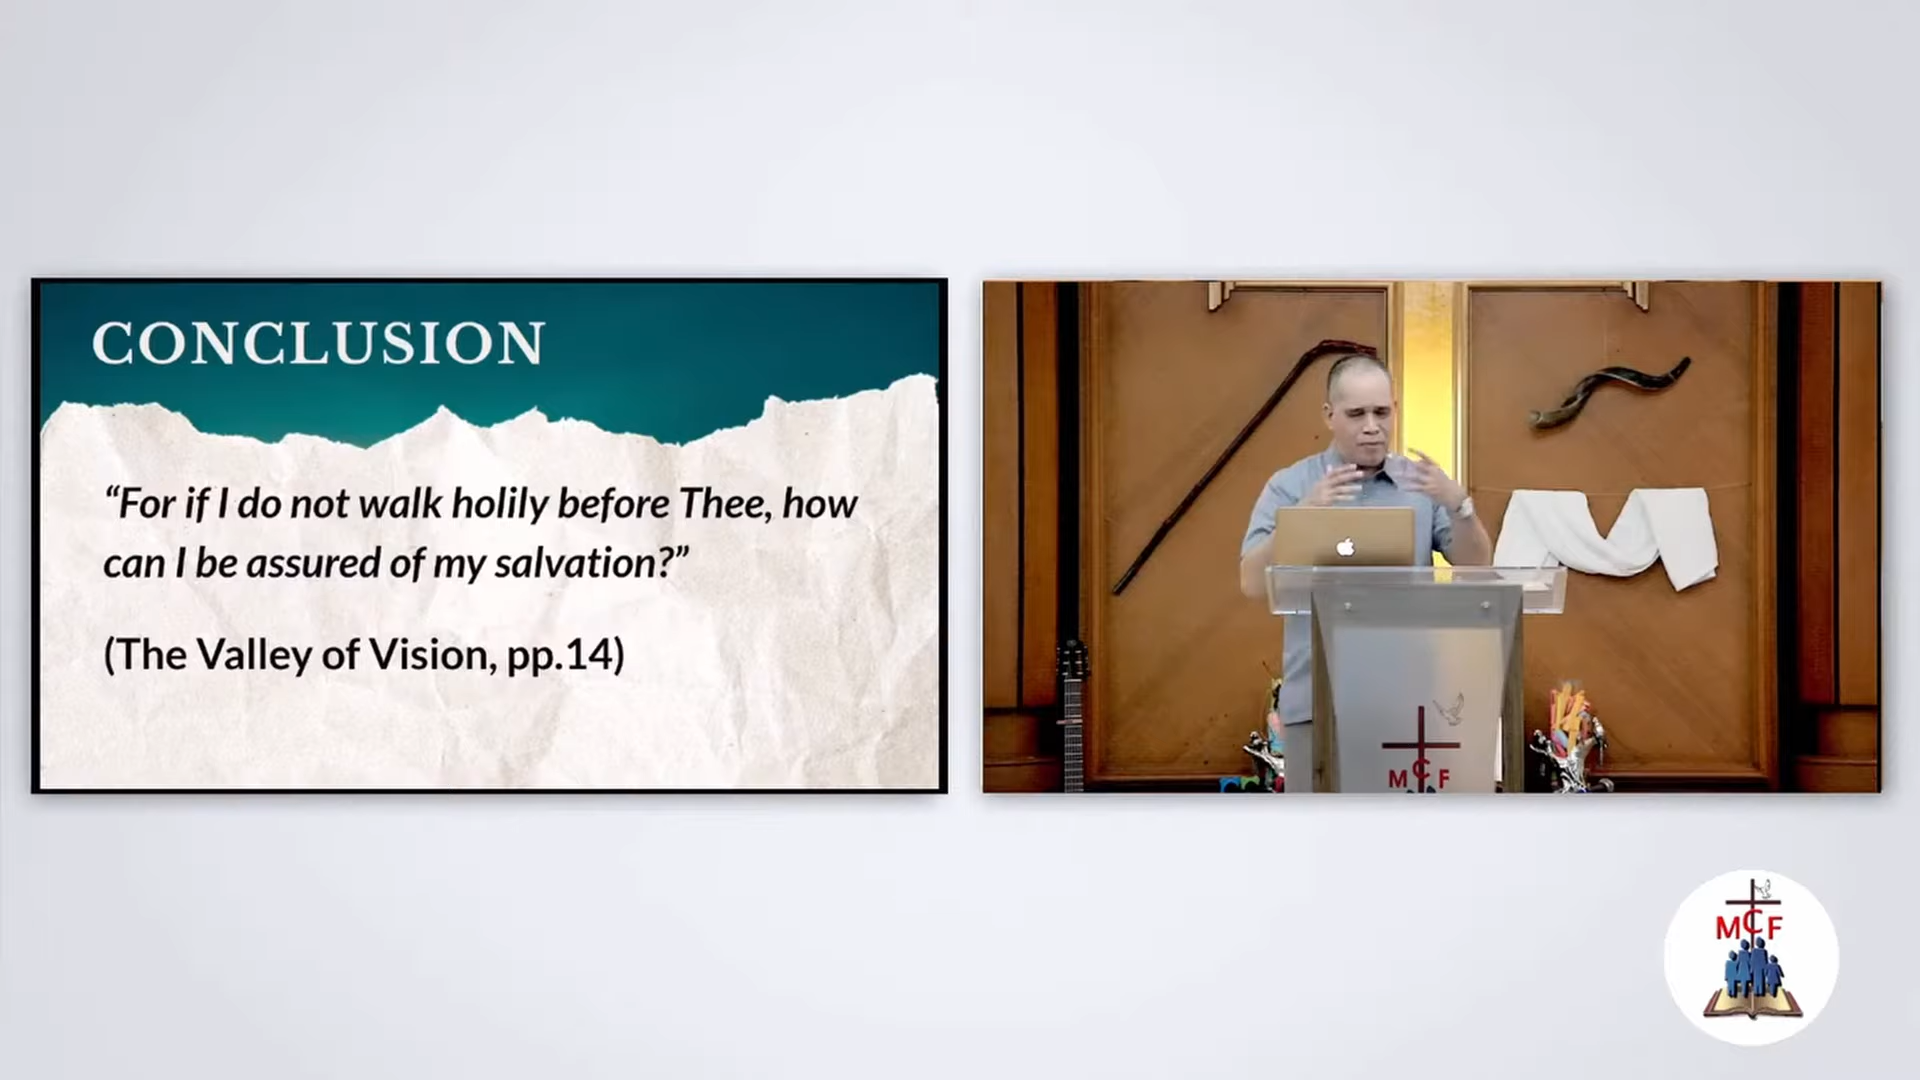 CONCLUSION
“For if I do not walk holily before Thee, how
can I be assured of my salvation?”
(The Valley of Vision, pp.14)
MCF
MCF